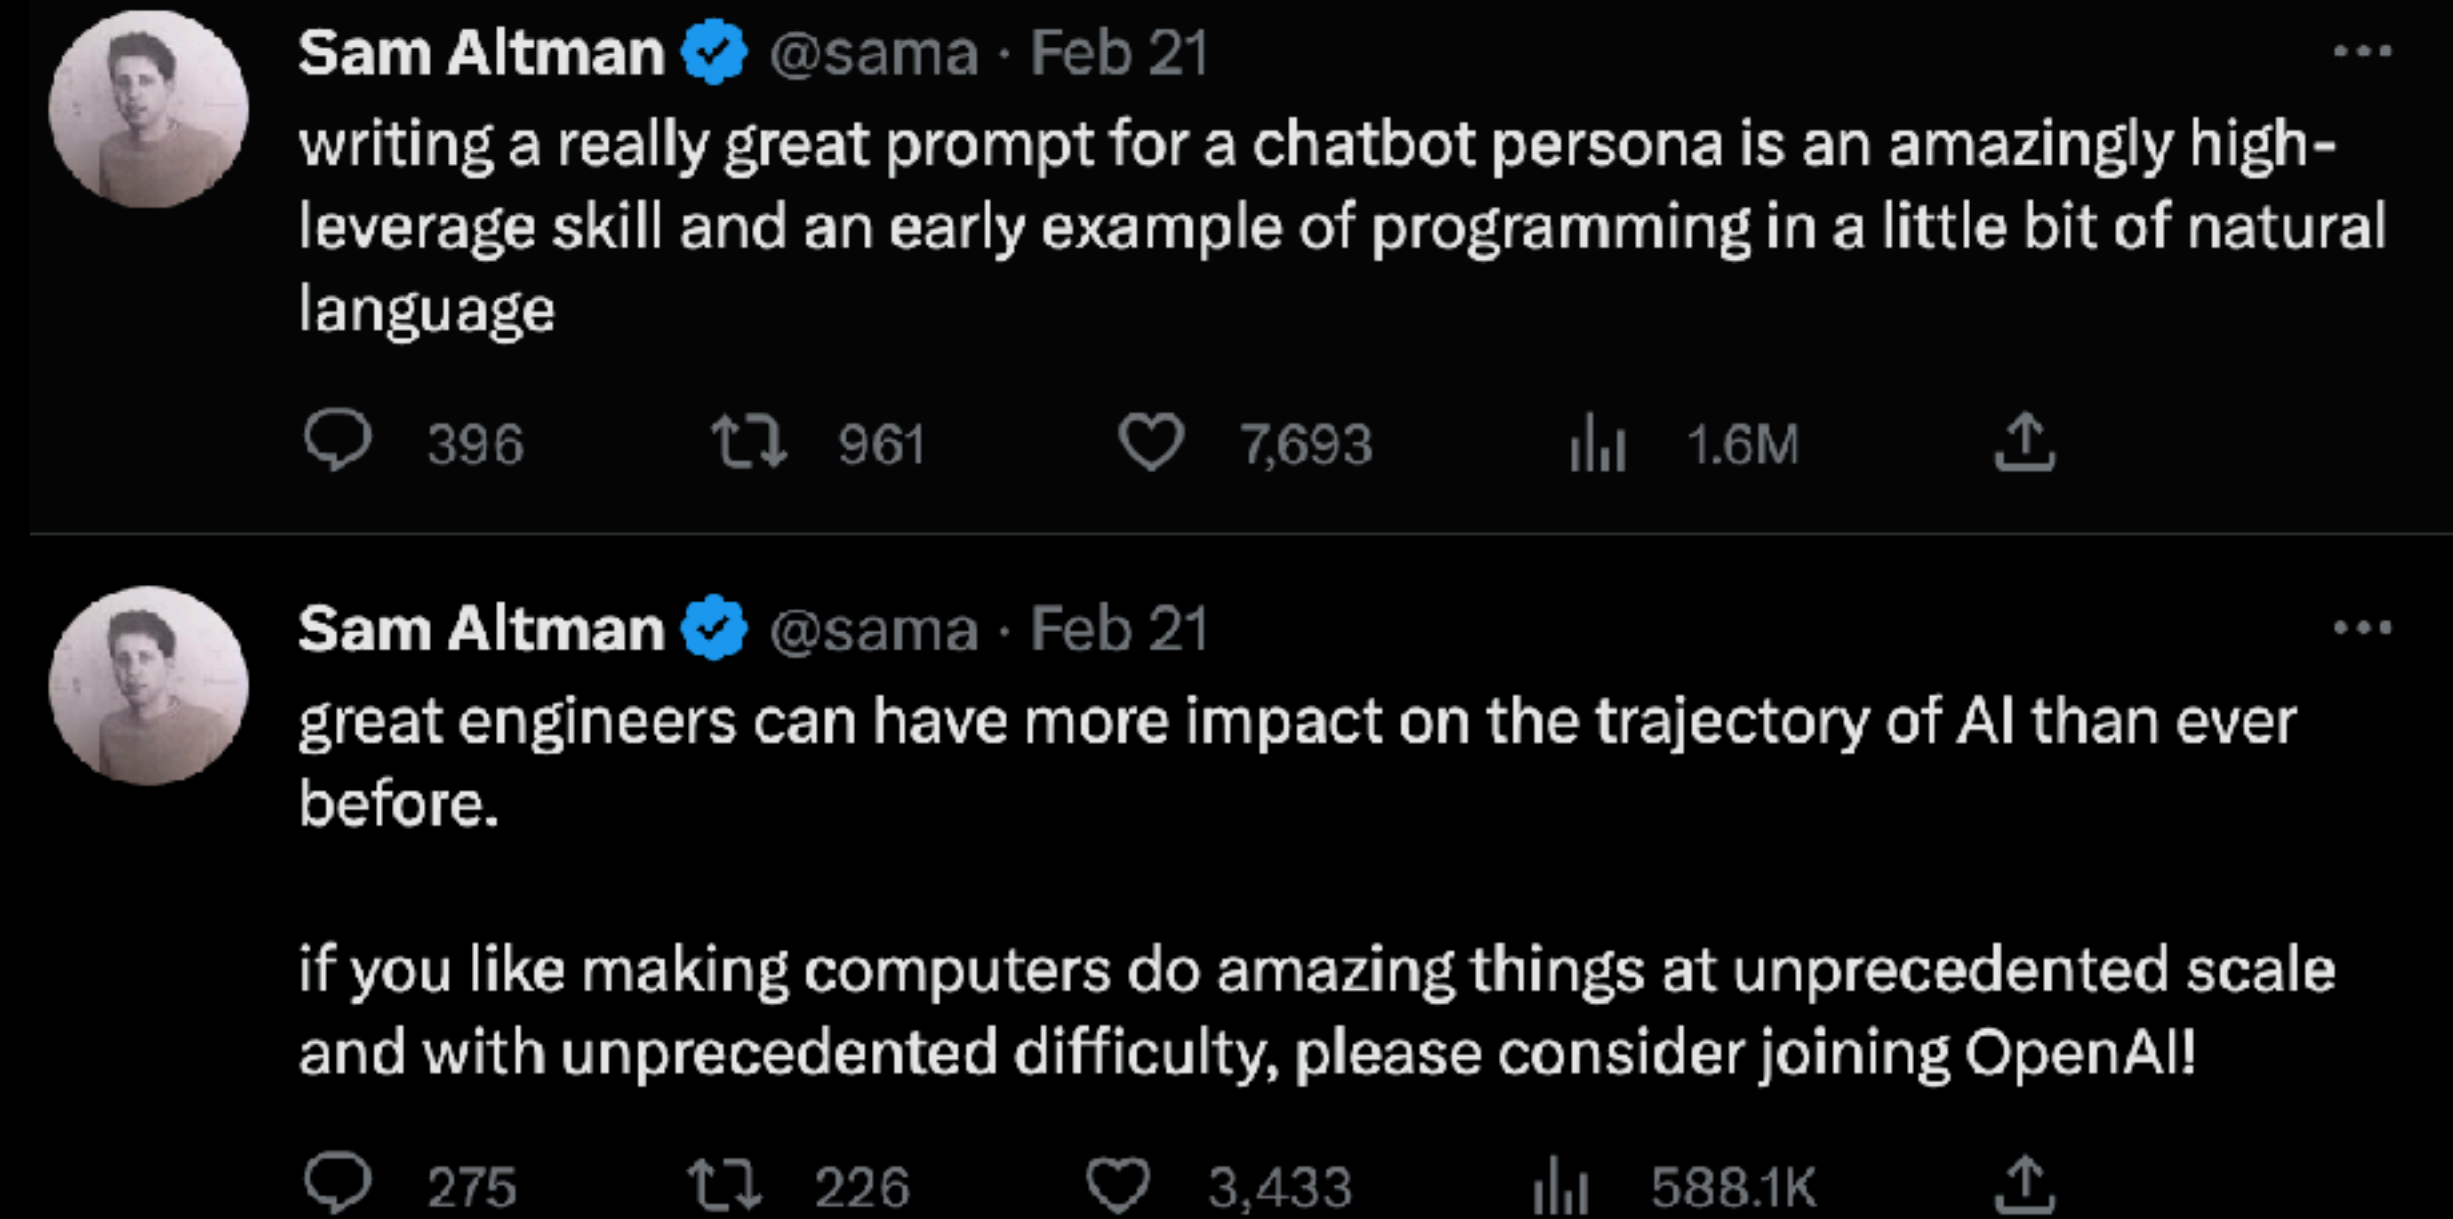 Sam Altman @sama · Feb 21
writing a really great prompt for a chatbot persona is an amazingly high-
leverage skill and an early example of programming in a little bit of natural
language
396 961 7,693 1.6M
Sam Altman @sama · Feb 21
great engineers can have more impact on the trajectory of AI than ever
before.
if you like making computers do amazing things at unprecedented scale
and with unprecedented difficulty, please consider joining OpenAI!
275 226 3,433 588.1K